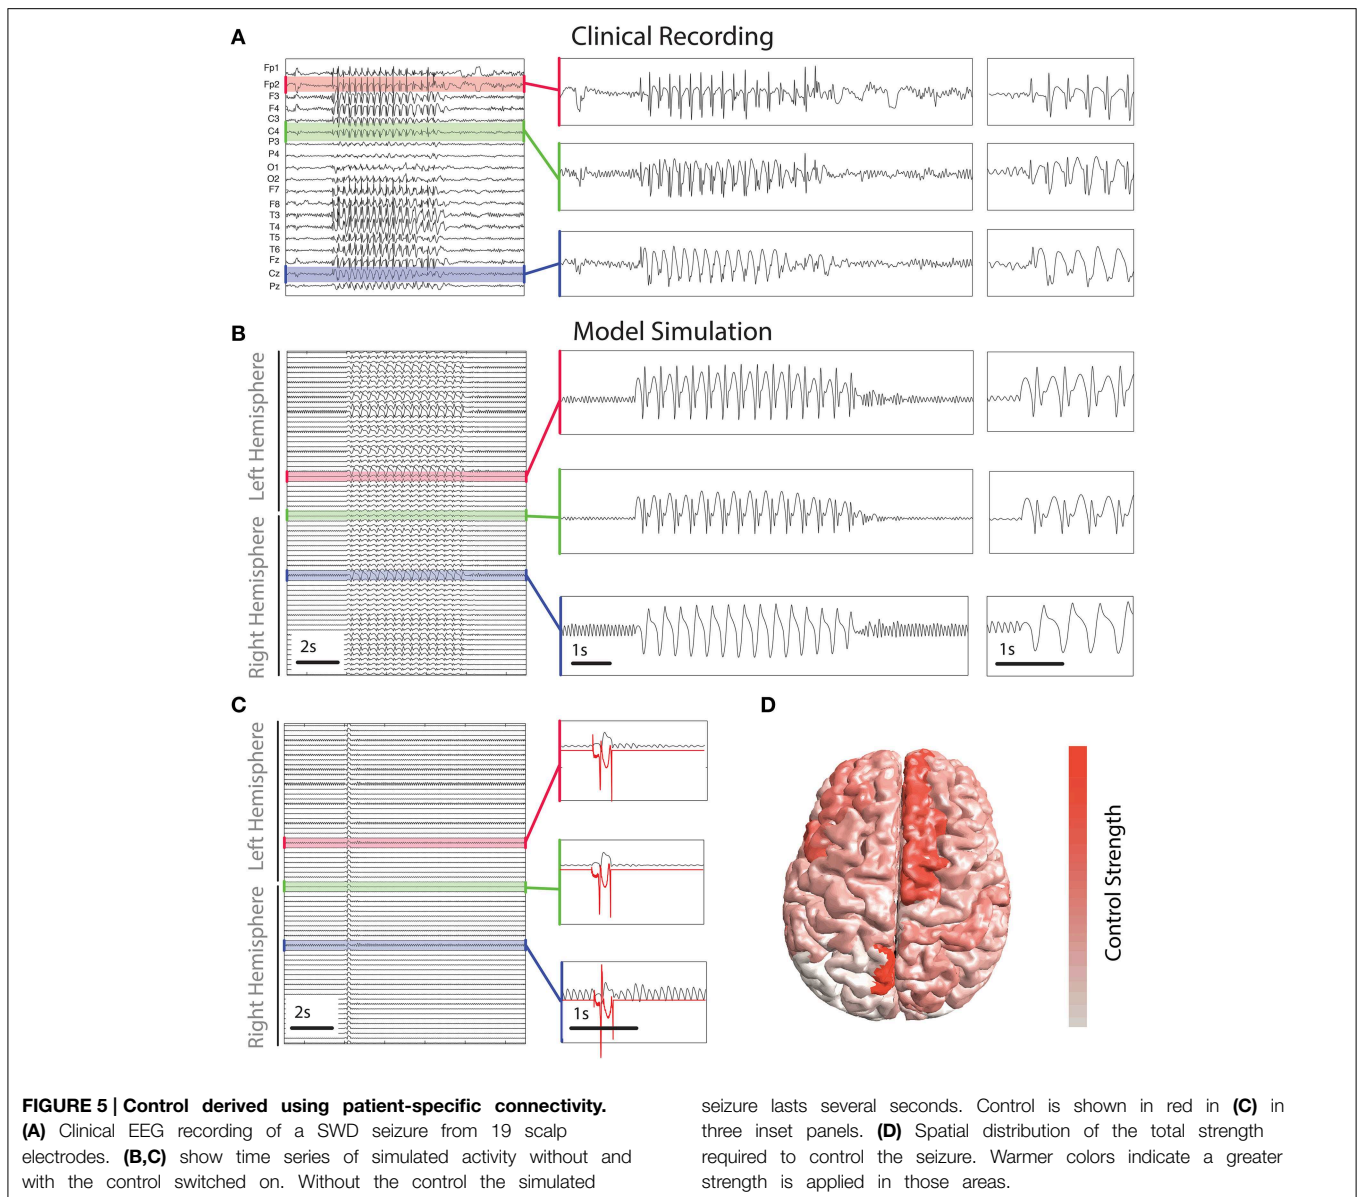 A
Clinical Recording
Fp1
Fp2
F3
F4
C3
C4
P3
P4
O1
O2
F7
F8
T3
T4
T5
T6
Fz
Cz
Pz
B
Model Simulation
Left Hemisphere
Right Hemisphere
2s
1s
1s
C
Left Hemisphere
Right Hemisphere
2s
1s
D
Control Strength
FIGURE 5 | Control derived using patient-specific connectivity.
(A) Clinical EEG recording of a SWD seizure from 19 scalp
electrodes. (B,C) show time series of simulated activity without and
with the control switched on. Without the control the simulated
seizure lasts several seconds. Control is shown in red in (C) in
three inset panels. (D) Spatial distribution of the total strength
required to control the seizure. Warmer colors indicate a greater
strength is applied in those areas.